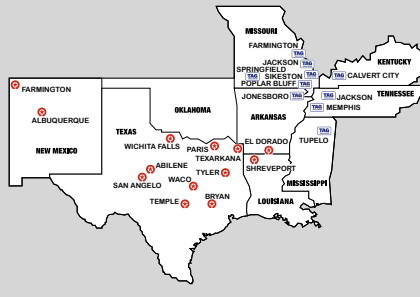 MISSOURI
FARMINGTON
TAG
JACKSON TAG
SPRINGFIELD
TAG
SIKESTON TAG
POPLAR BLUFF TAG
KENTUCKY
TAG CALVERT CITY
TENNESSEE
JONESBORO TAG
TAG JACKSON
TAG MEMPHIS
FARMINGTON
ALBUQUERQUE
NEW MEXICO
OKLAHOMA
ARKANSAS
TEXAS
WICHITA FALLS
PARIS
TEXARKANA
EL DORADO
TAG
TUPELO
ABILENE
SAN ANGELO
WACO
TYLER
SHREVEPORT
MISSISSIPPI
TEMPLE
BRYAN
LOUISIANA